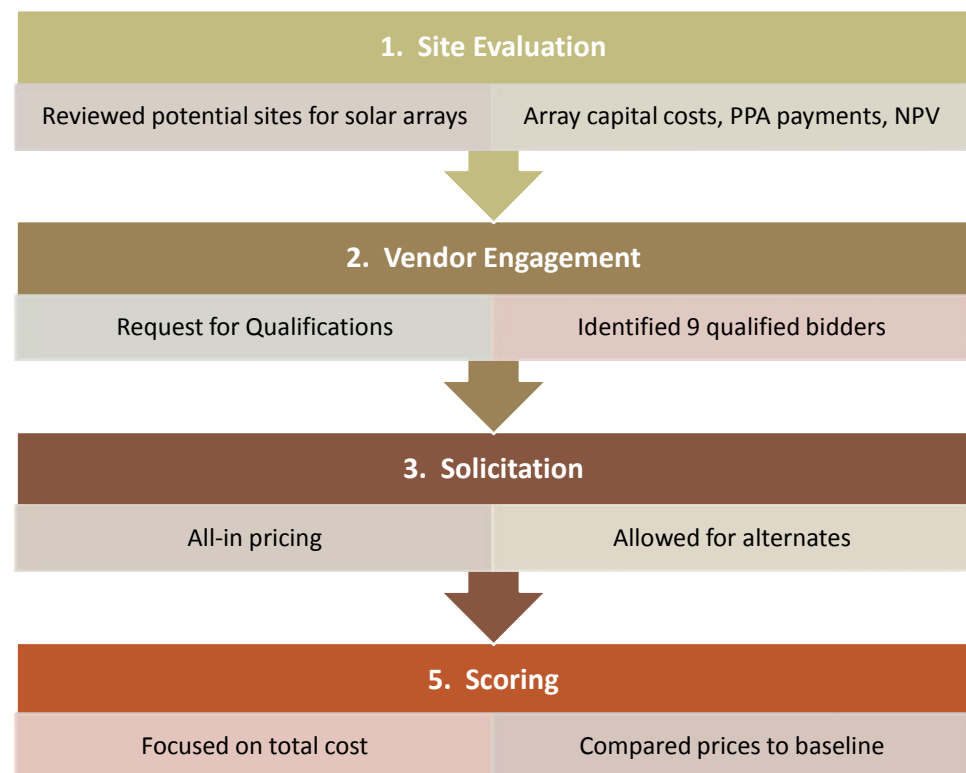 1. Site Evaluation
Reviewed potential sites for solar arrays
Array capital costs, PPA payments, NPV
2. Vendor Engagement
Request for Qualifications
Identified 9 qualified bidders
3. Solicitation
All-in pricing
Allowed for alternates
5. Scoring
Focused on total cost
Compared prices to baseline